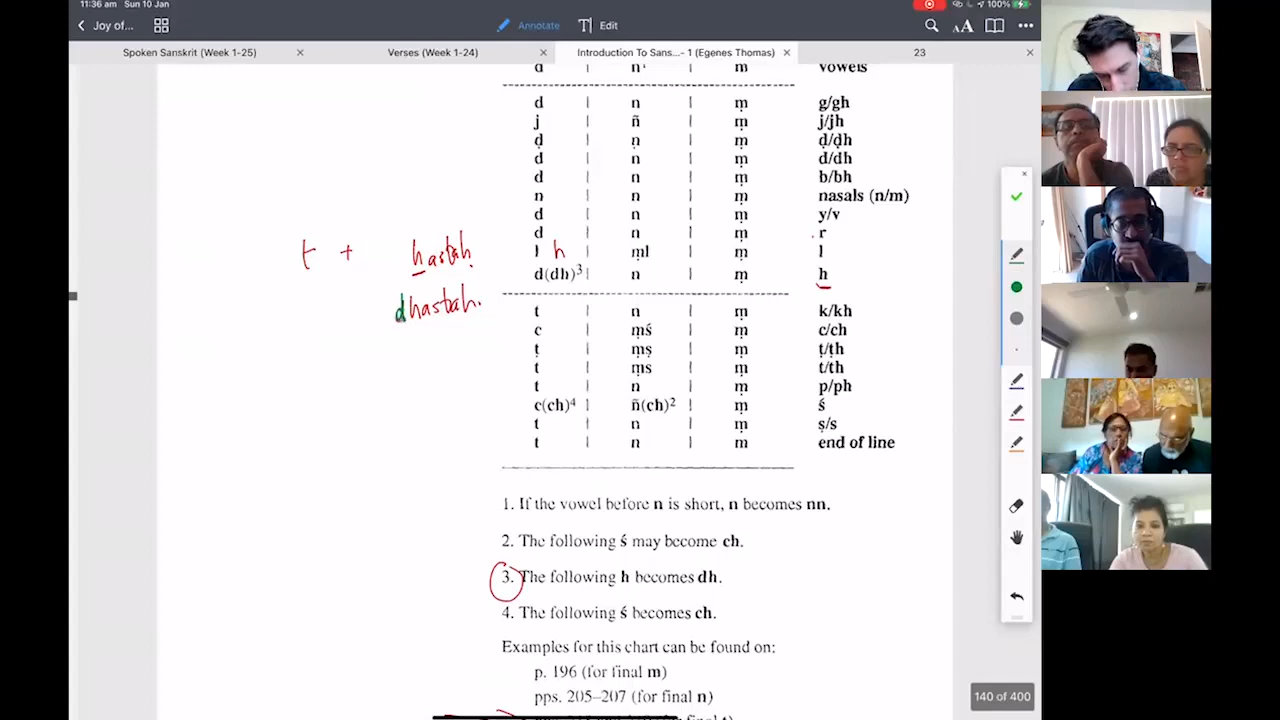 11:36 am Sun 10 Jan 100%
Joy of... Annotate Edit AA
Spoken Sanskrit (Week 1-25) × Verses (Week 1-24) × Introduction To Sans...- 1 (Egenes Thomas) × 23 ×
d | n¹ | m vowels
d | n | ṃ g/gh
j | ñ | ṃ j/jh
ḍ | ṇ | ṃ ḍ/ḍh
d | n | ṃ d/dh
d | n | ṃ b/bh
n | n | ṃ nasals (n/m)
d | n | ṃ y/v
d | n | ṃ r
t + hastaḥ l | h ṃl | ṃ l
d(dh)³ | n | ṃ h
dhastaḥ.
t | n | ṃ k/kh
c | ṃś | ṃ c/ch
ṭ | ṃṣ | ṃ ṭ/ṭh
t | ṃs | ṃ t/th
t | n | ṃ p/ph
c(ch)⁴ | ñ(ch)² | ṃ ś
t | n | ṃ ṣ/s
t | n | m end of line
1. If the vowel before n is short, n becomes nn.
2. The following ś may become ch.
3. The following h becomes dh.
4. The following ś becomes ch.
Examples for this chart can be found on:
p. 196 (for final m)
pps. 205–207 (for final n)
140 of 400